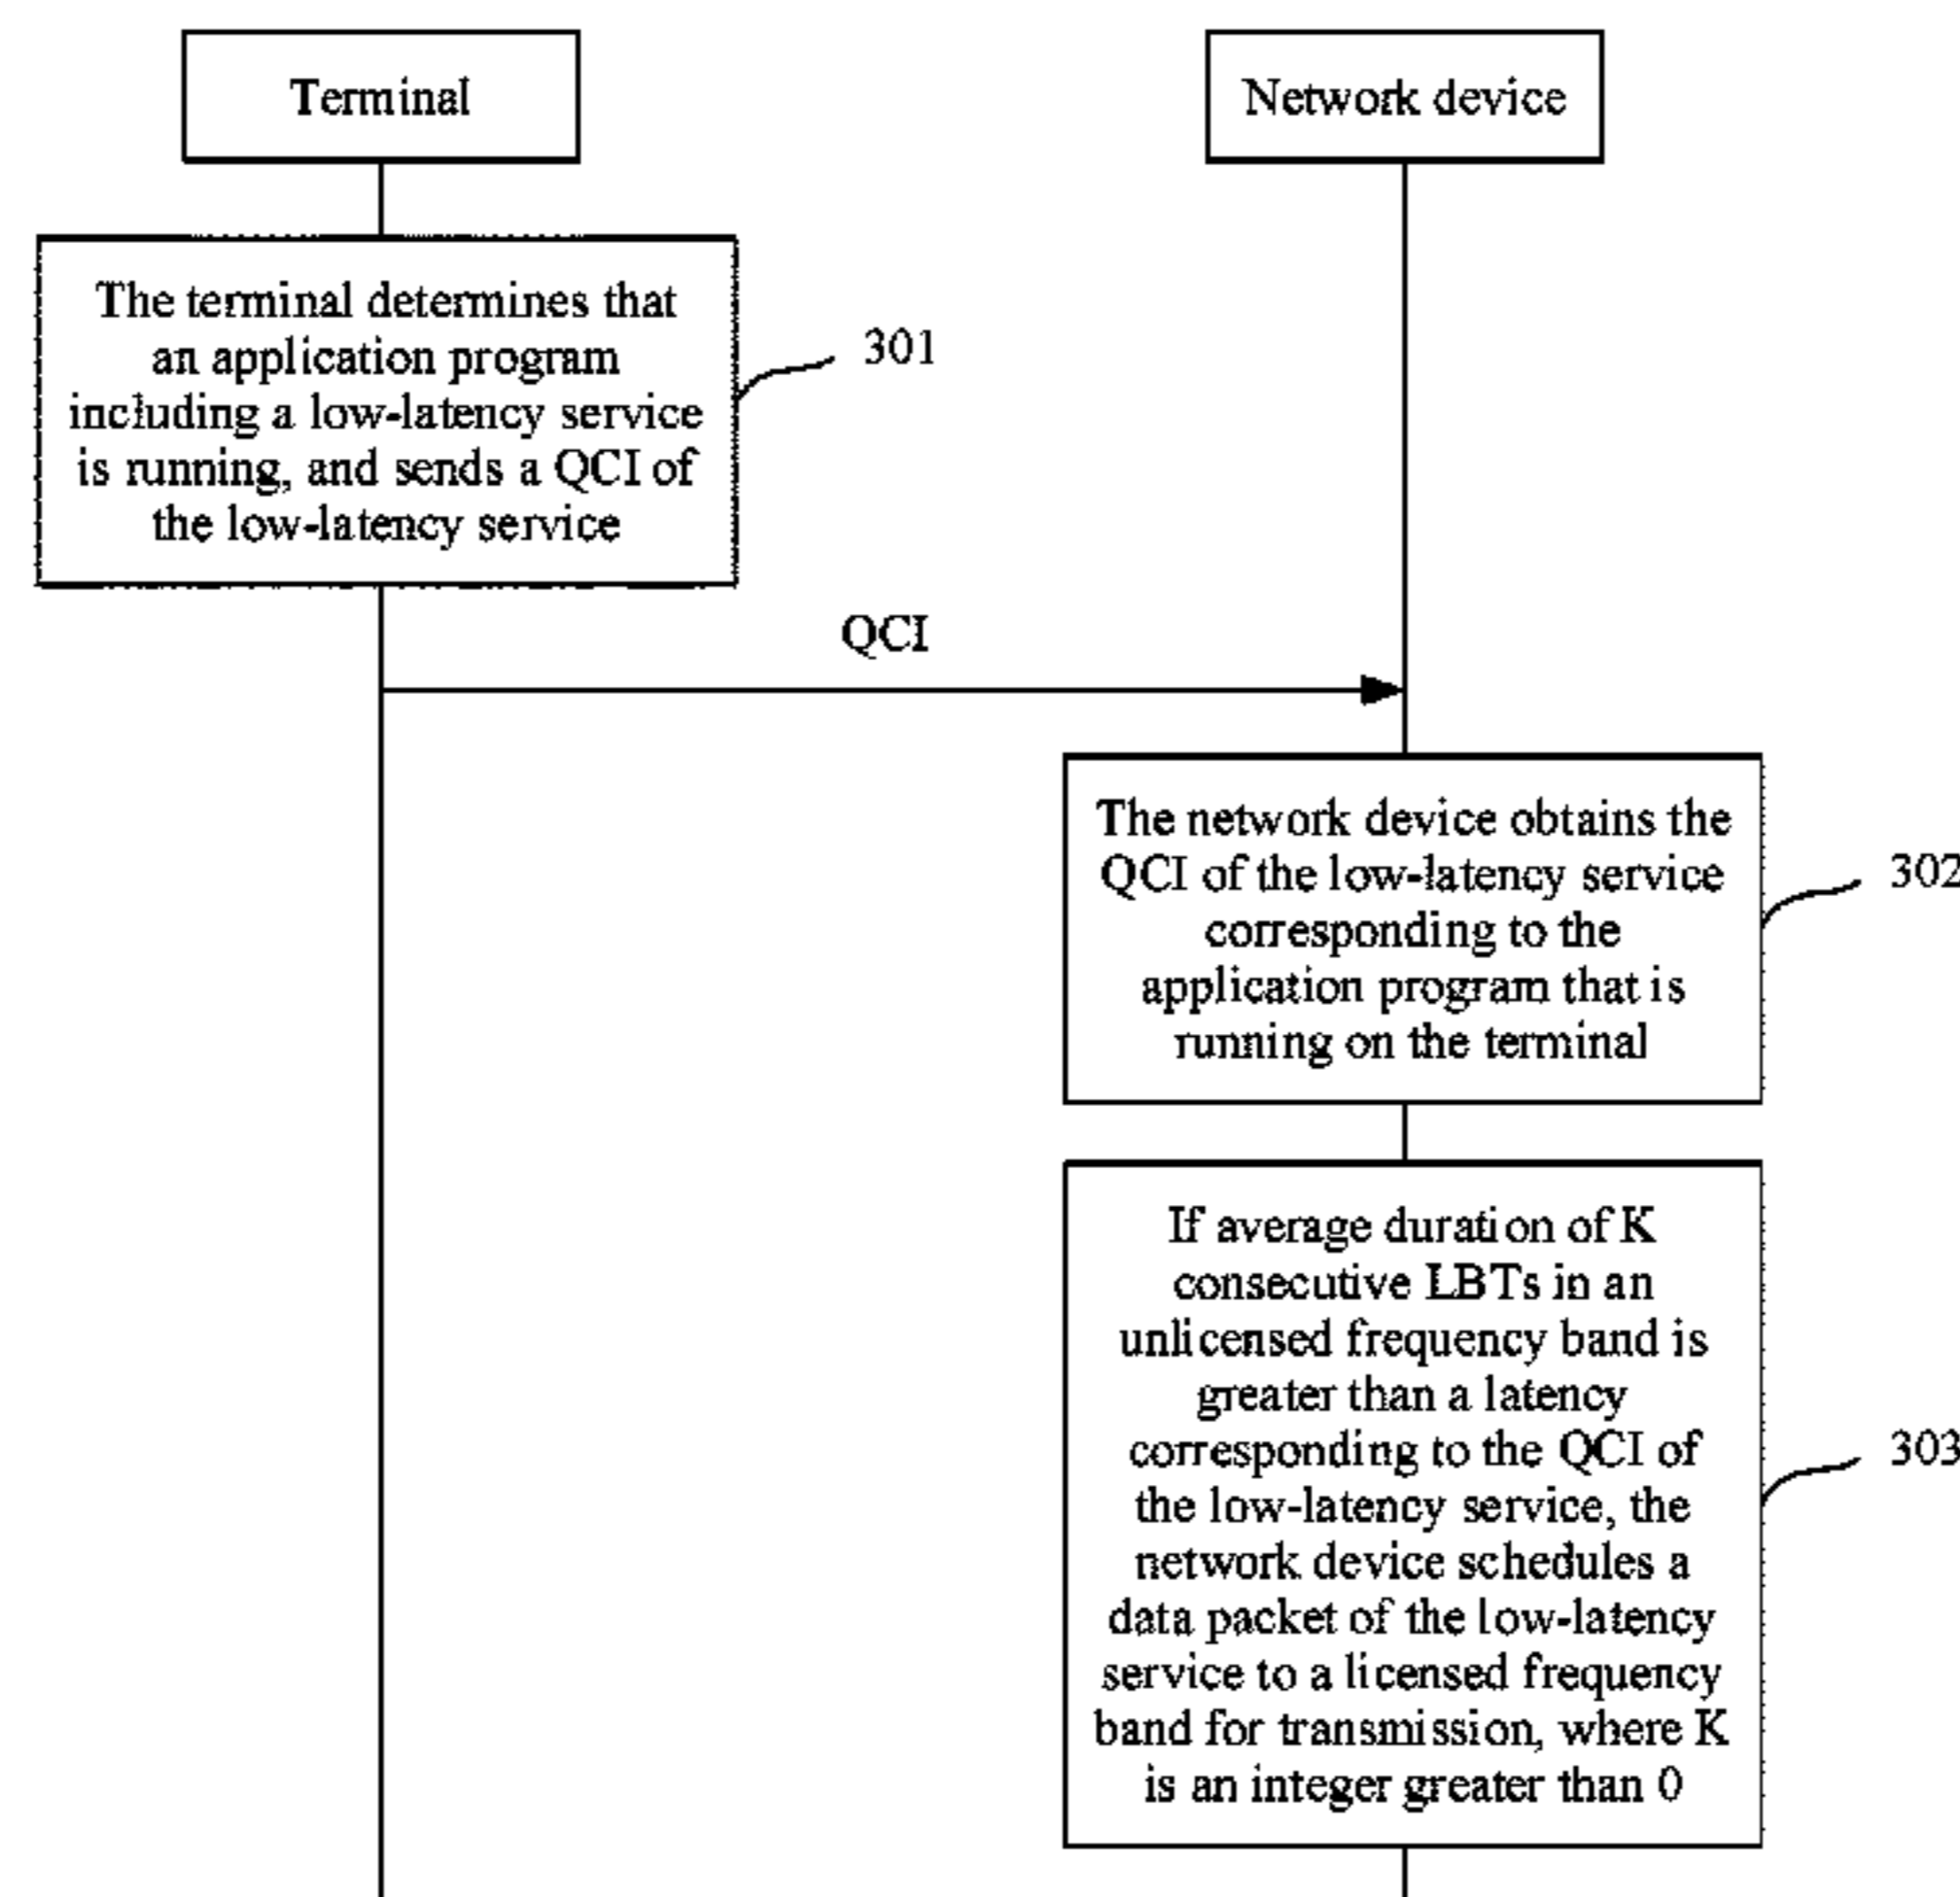 Terminal
Network device
The terminal determines that
an application program
including a low-latency service
is running, and sends a QCI of
the low-latency service
301
QCI
The network device obtains the
QCI of the low-latency service
corresponding to the
application program that is
running on the terminal
302
If average duration of K
consecutive LBTs in an
unlicensed frequency band is
greater than a latency
corresponding to the QCI of
the low-latency service, the
network device schedules a
data packet of the low-latency
service to a licensed frequency
band for transmission, where K
is an integer greater than 0
303